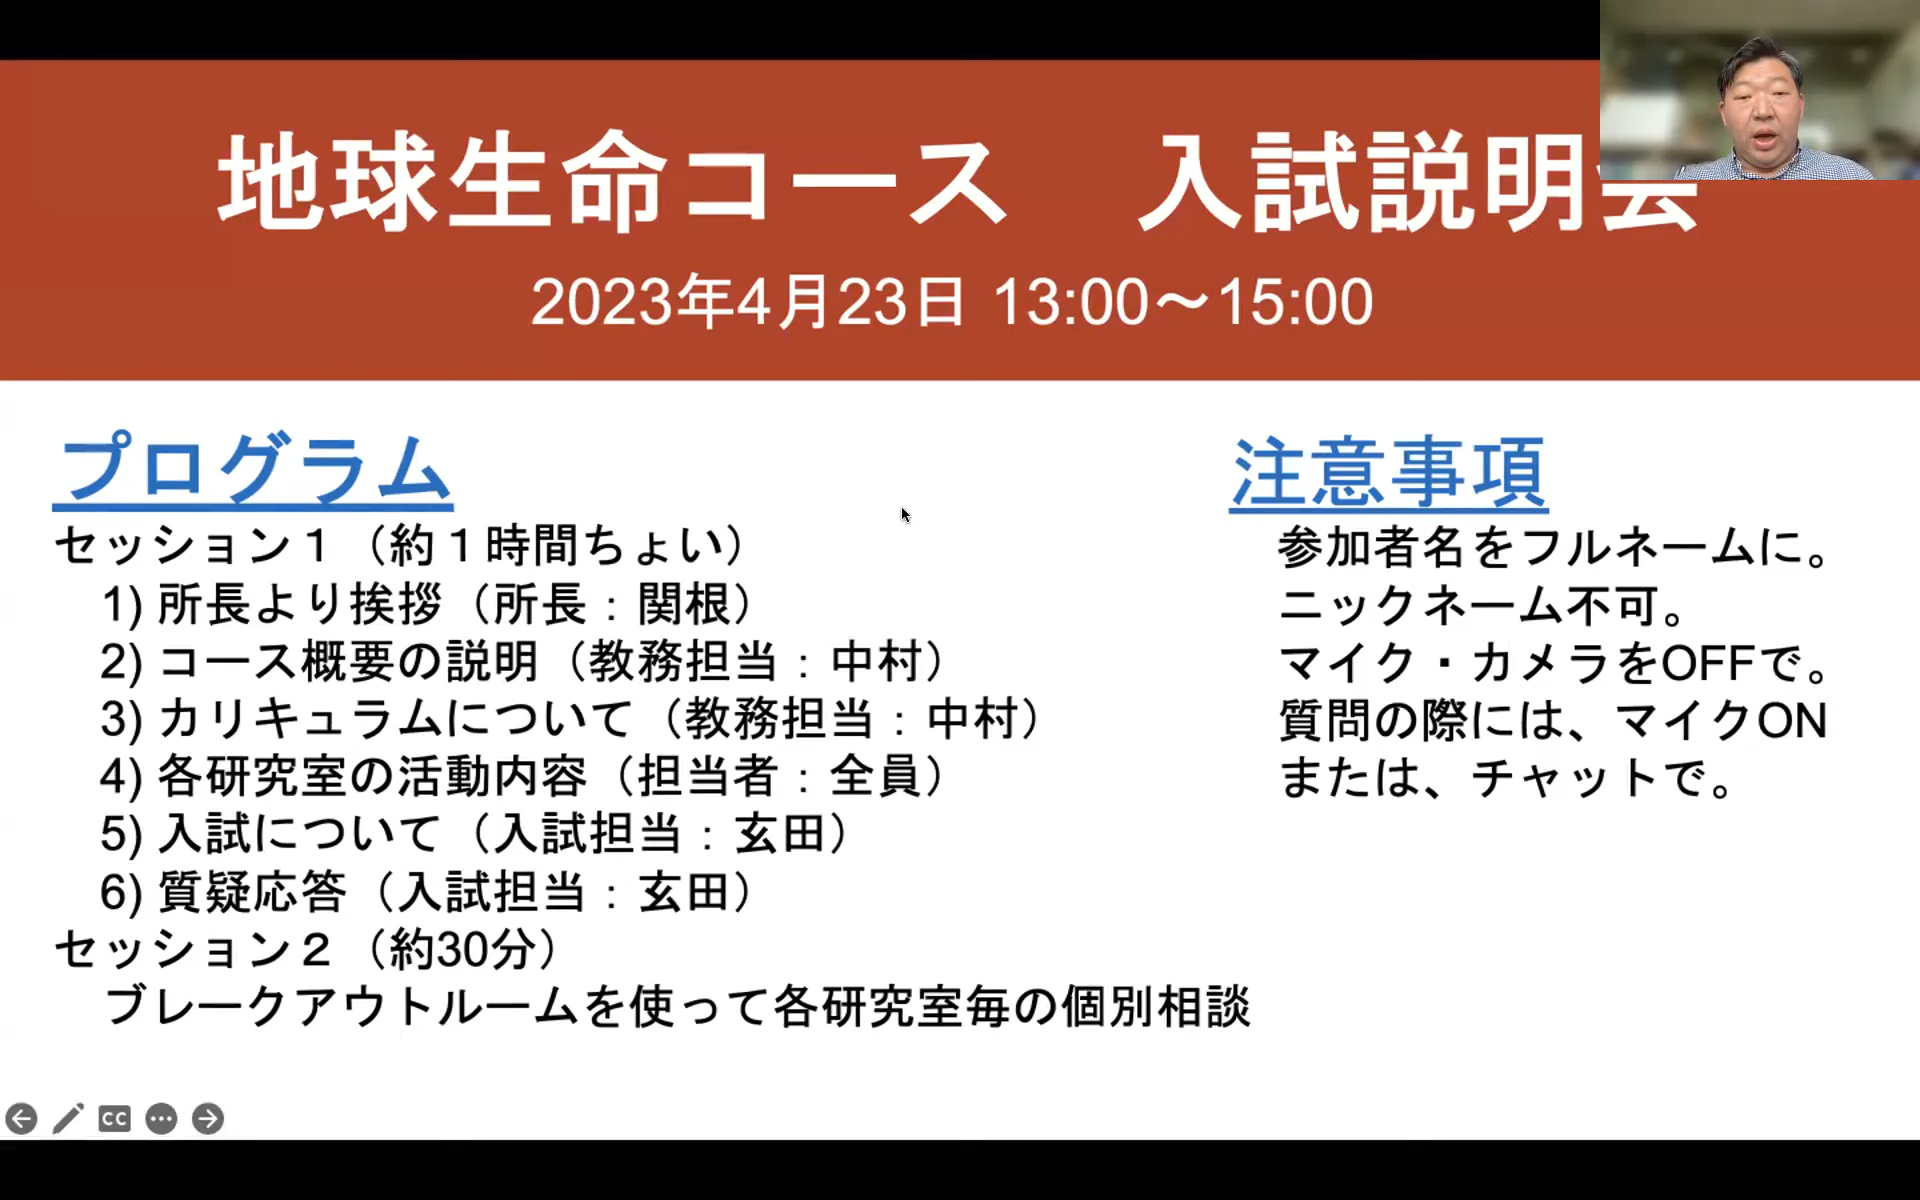 地球生命コース　入試説明会
2023年4月23日 13:00～15:00
プログラム
セッション１（約１時間ちょい）
1) 所長より挨拶（所長：関根）
2) コース概要の説明（教務担当：中村）
3) カリキュラムについて（教務担当：中村）
4) 各研究室の活動内容（担当者：全員）
5) 入試について（入試担当：玄田）
6) 質疑応答（入試担当：玄田）
セッション２（約30分）
ブレークアウトルームを使って各研究室毎の個別相談
注意事項
参加者名をフルネームに。
ニックネーム不可。
マイク・カメラをOFFで。
質問の際には、マイクON
または、チャットで。
CC